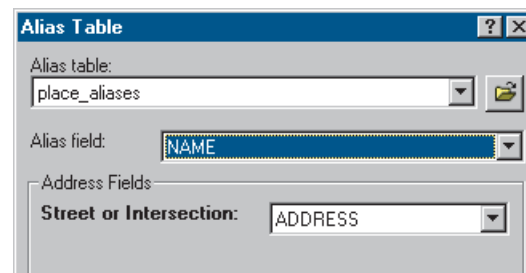 Alias Table
Alias table:
place_aliases
Alias field: NAME
Address Fields
Street or Intersection: ADDRESS